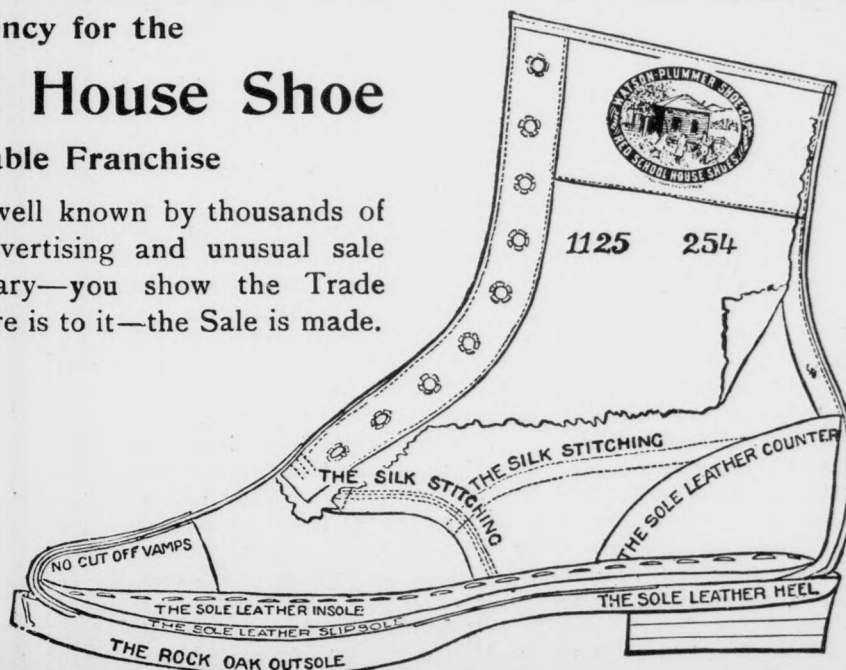 ncy for the
House Shoe
able Franchise
well known by thousands of
vertising and unusual sale
ary—you show the Trade
re is to it—the Sale is made.
WATSON-PLUMMER SHOE CO.
RED SCHOOL HOUSE SHOES
1125 254
THE SILK STITCHING
THE SILK STITCHING
THE SOLE LEATHER COUNTER
NO CUT OFF VAMPS
THE SOLE LEATHER INSOLE
THE SOLE LEATHER SLIPSOLE
THE SOLE LEATHER HEEL
THE ROCK OAK OUTSOLE